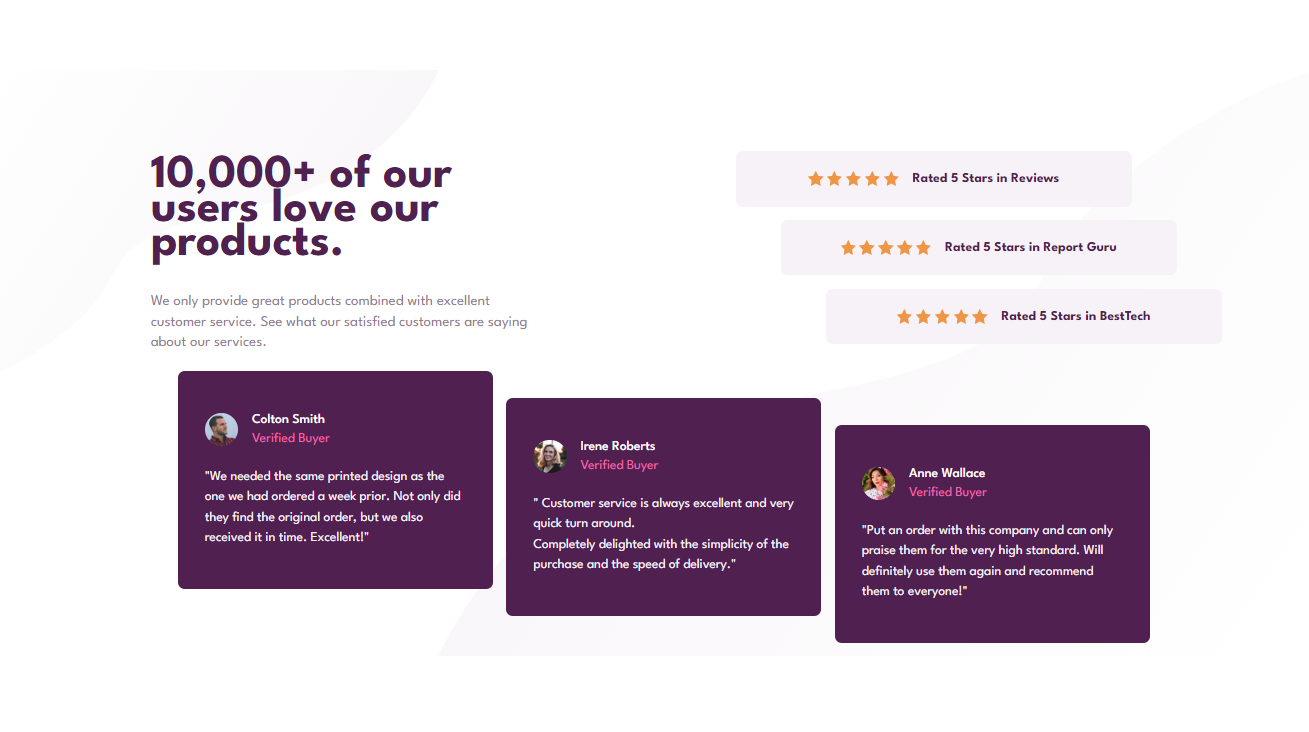 10,000+ of our
users love our
products.
We only provide great products combined with excellent
customer service. See what our satisfied customers are saying
about our services.
Rated 5 Stars in Reviews
Rated 5 Stars in Report Guru
Rated 5 Stars in BestTech
Colton Smith
Verified Buyer
"We needed the same printed design as the
one we had ordered a week prior. Not only did
they find the original order, but we also
received it in time. Excellent!"
Irene Roberts
Verified Buyer
" Customer service is always excellent and very
quick turn around.
Completely delighted with the simplicity of the
purchase and the speed of delivery."
Anne Wallace
Verified Buyer
"Put an order with this company and can only
praise them for the very high standard. Will
definitely use them again and recommend
them to everyone!"